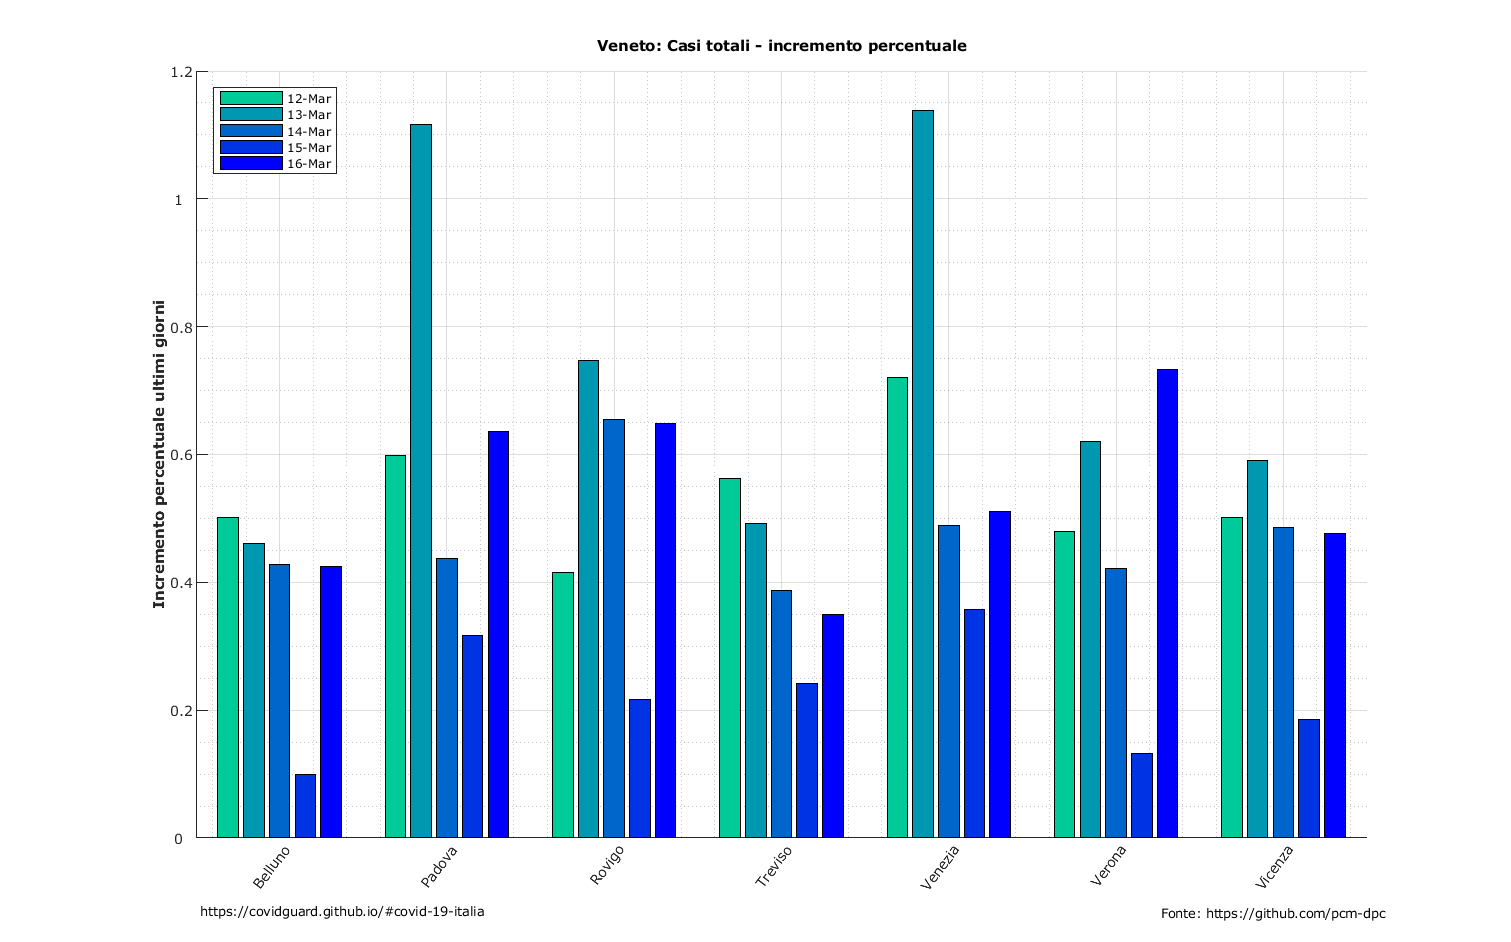 Veneto: Casi totali - incremento percentuale
12-Mar
13-Mar
14-Mar
15-Mar
16-Mar
Incremento percentuale ultimi giorni
1.2
1
0.8
0.6
0.4
0.2
0
Belluno
Padova
Rovigo
Treviso
Venezia
Verona
Vicenza
https://covidguard.github.io/#covid-19-italia
Fonte: https://github.com/pcm-dpc